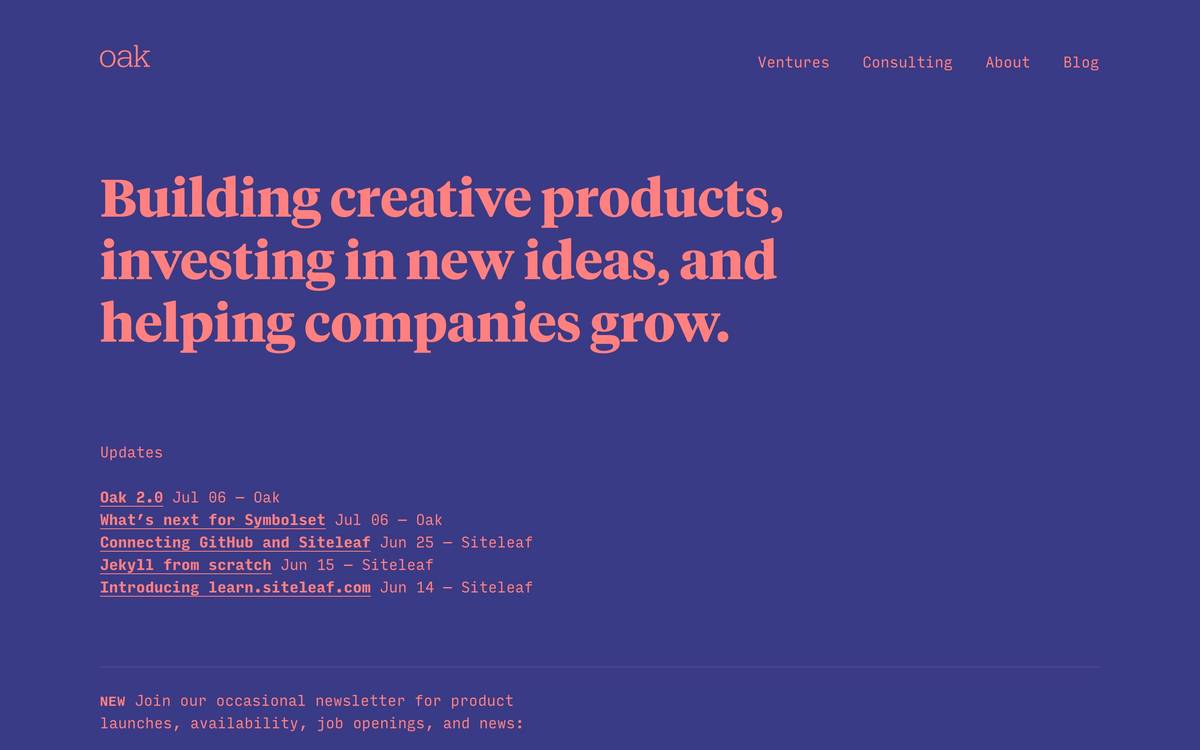 oak
Ventures Consulting About Blog
Building creative products,
investing in new ideas, and
helping companies grow.
Updates
Oak 2.0 Jul 06 — Oak
What’s next for Symbolset Jul 06 — Oak
Connecting GitHub and Siteleaf Jun 25 — Siteleaf
Jekyll from scratch Jun 15 — Siteleaf
Introducing learn.siteleaf.com Jun 14 — Siteleaf
NEW Join our occasional newsletter for product
launches, availability, job openings, and news: